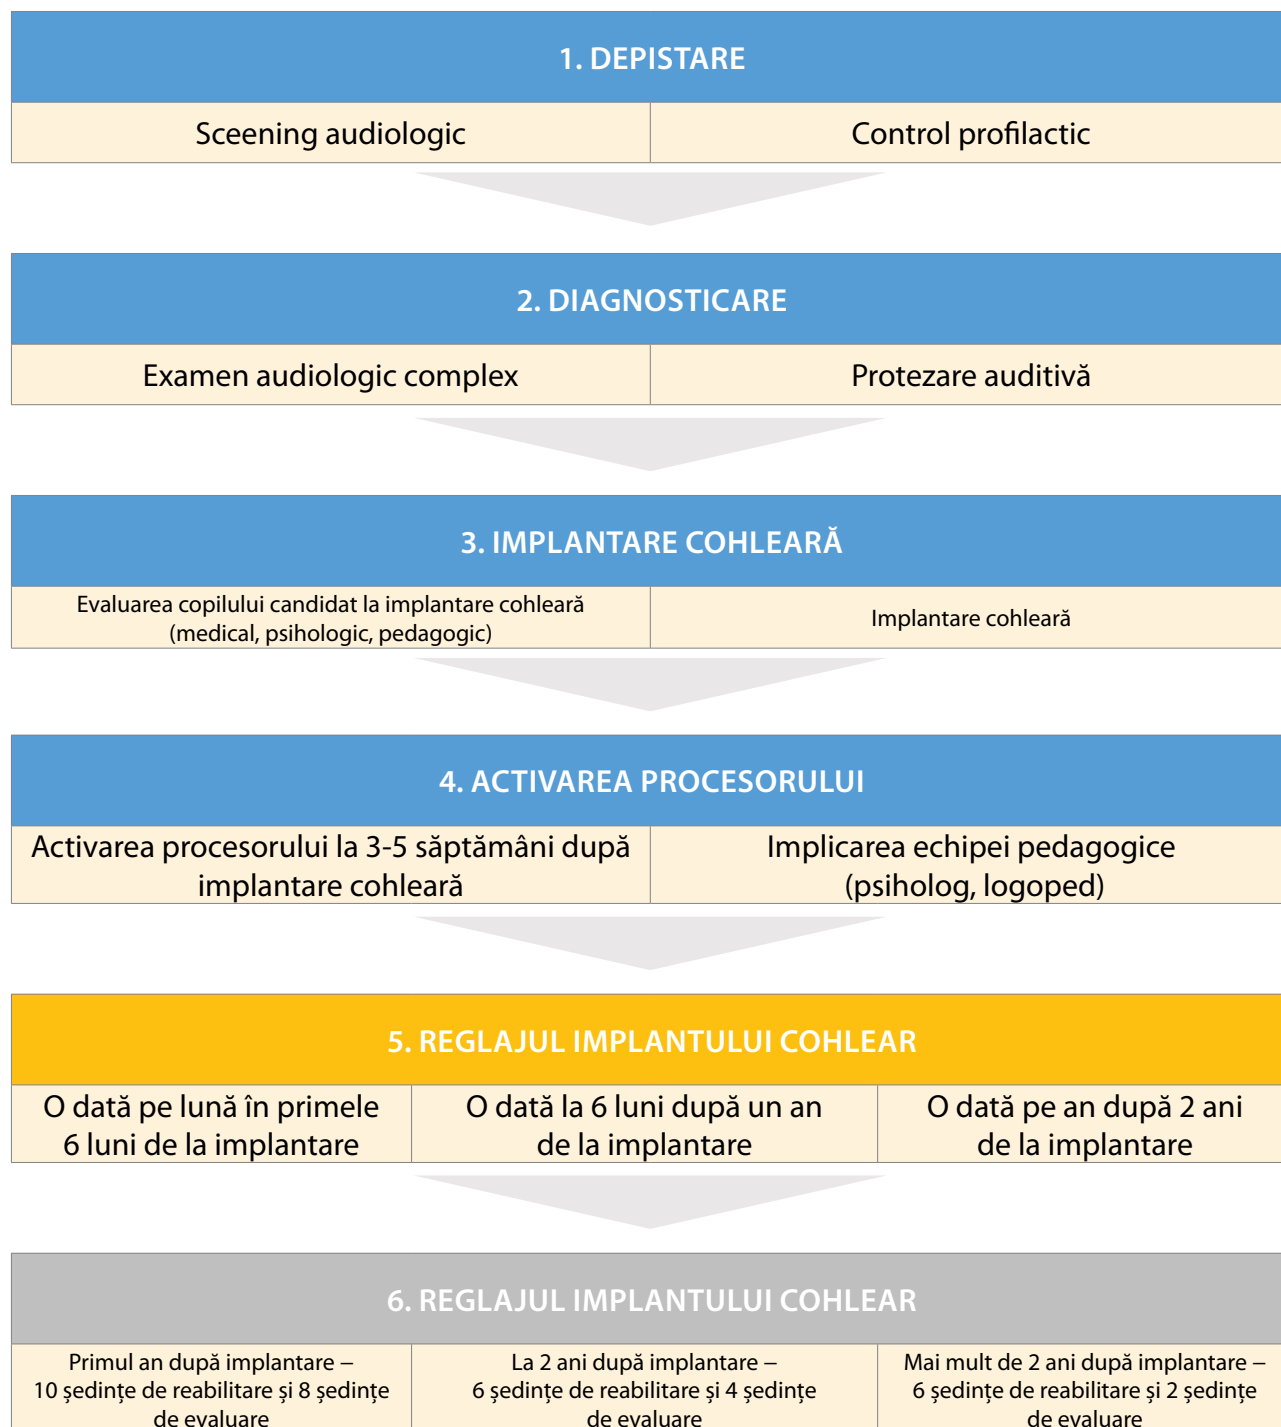 1. DEPISTARE
Sceening audiologic
Control profilactic
2. DIAGNOSTICARE
Examen audiologic complex
Protezare auditivă
3. IMPLANTARE COHLEARĂ
Evaluarea copilului candidat la implantare cohleară
(medical, psihologic, pedagogic)
Implantare cohleară
4. ACTIVAREA PROCESORULUI
Activarea procesorului la 3-5 săptămâni după
implantare cohleară
Implicarea echipei pedagogice
(psiholog, logoped)
5. REGLAJUL IMPLANTULUI COHLEAR
O dată pe lună în primele
6 luni de la implantare
O dată la 6 luni după un an
de la implantare
O dată pe an după 2 ani
de la implantare
6. REGLAJUL IMPLANTULUI COHLEAR
Primul an după implantare –
10 ședințe de reabilitare și 8 ședințe
de evaluare
La 2 ani după implantare –
6 ședințe de reabilitare și 4 ședințe
de evaluare
Mai mult de 2 ani după implantare –
6 ședințe de reabilitare și 2 ședințe
de evaluare